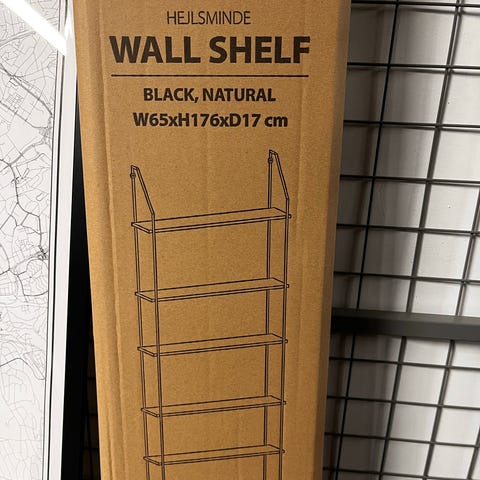 HEJLSMINDE
WALL SHELF
BLACK, NATURAL
W65xH176xD17 cm